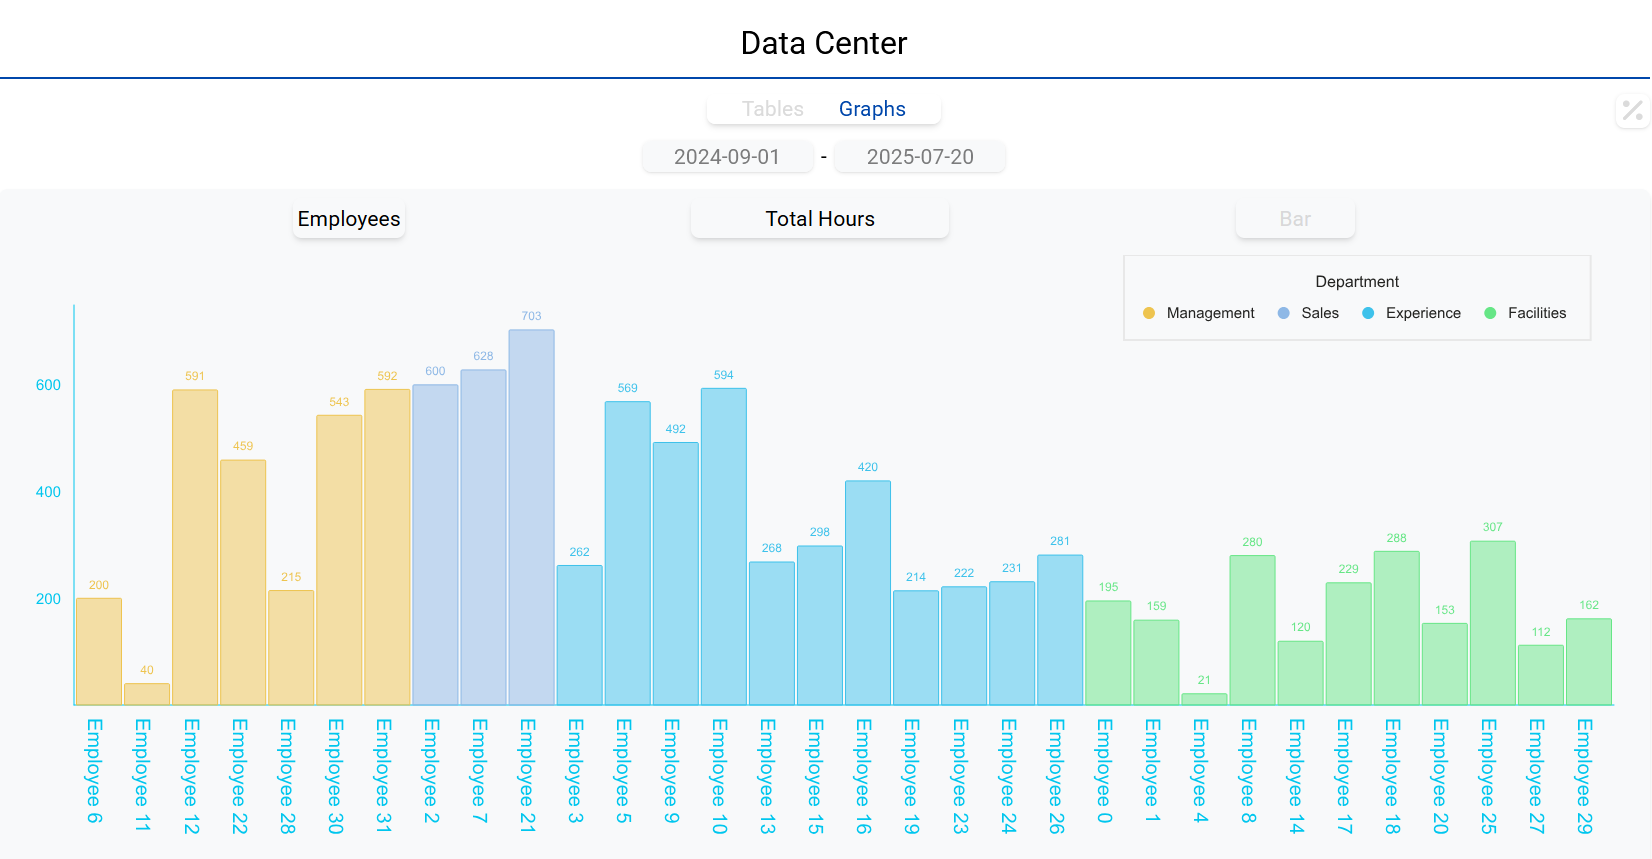 Data Center
Tables Graphs
2024-09-01 - 2025-07-20
Employees Total Hours Bar
Department
Management Sales Experience Facilities
703
628
600
591 592 594
600
569
543
492
459
420
400
307
298
280 288
281
262 268
215 214 222 231 229
200 195
200
159 153 162
120 112
40
21
Employee 6
Employee 11
Employee 12
Employee 22
Employee 28
Employee 30
Employee 31
Employee 2
Employee 7
Employee 21
Employee 3
Employee 5
Employee 9
Employee 10
Employee 13
Employee 15
Employee 16
Employee 19
Employee 23
Employee 24
Employee 26
Employee 0
Employee 1
Employee 4
Employee 8
Employee 14
Employee 17
Employee 18
Employee 20
Employee 25
Employee 27
Employee 29